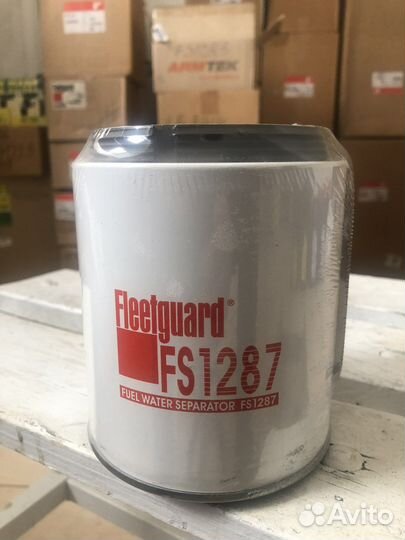 ARMTEK
Fleetguard®
FS1287
FUEL WATER SEPARATOR FS1287
Avito